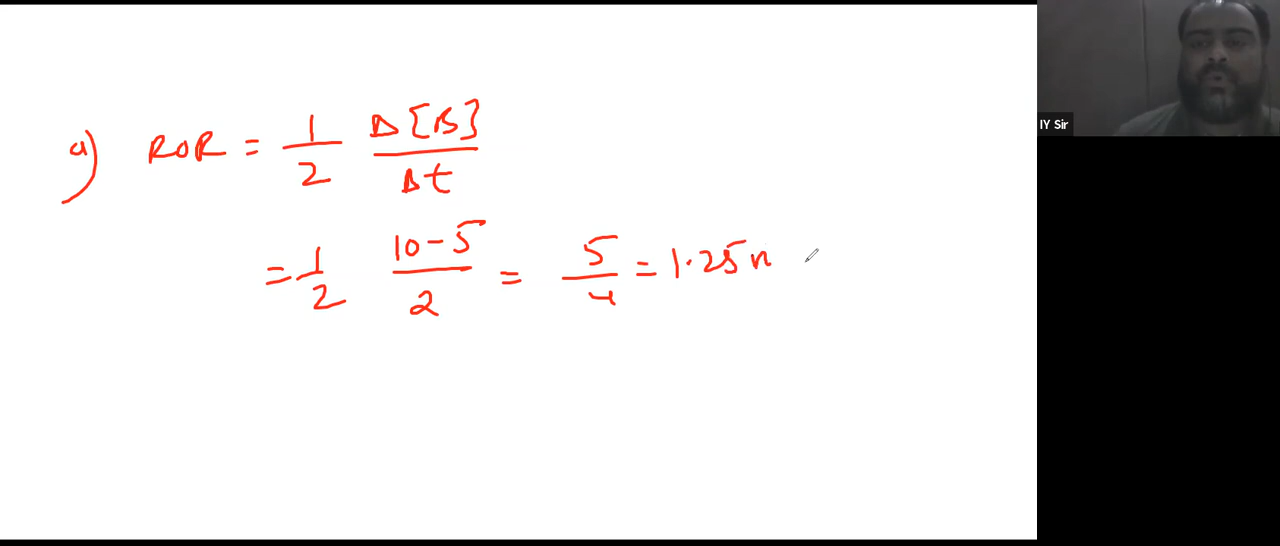 a) ROR = 1/2 Δ[B]/Δt
= 1/2 10-5/2 = 5/4 = 1.25 n
IY Sir